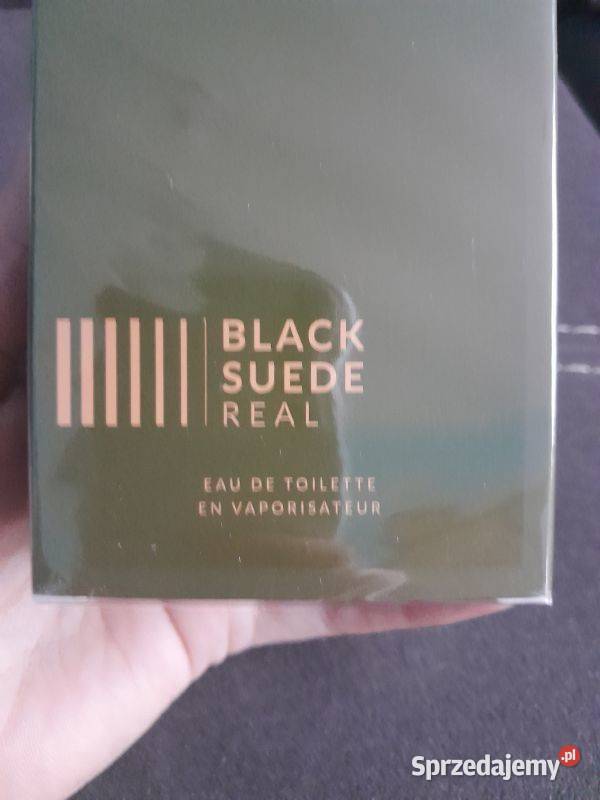 BLACK
SUEDE
REAL
EAU DE TOILETTE
EN VAPORISATEUR
Sprzedajemy.pl